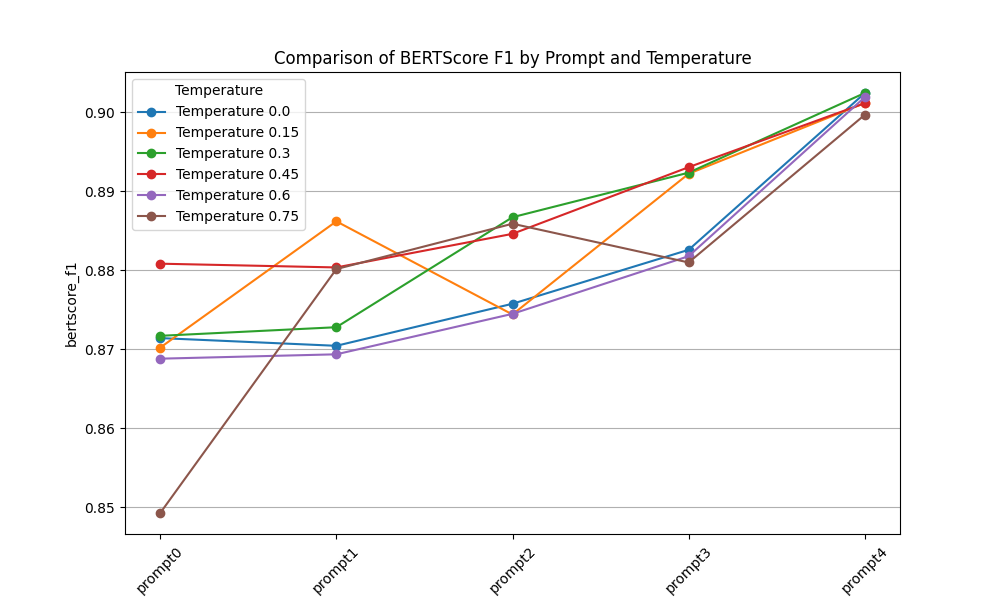 Comparison of BERTScore F1 by Prompt and Temperature
Temperature
Temperature 0.0
Temperature 0.15
Temperature 0.3
Temperature 0.45
Temperature 0.6
Temperature 0.75
0.90
0.89
0.88
0.87
0.86
0.85
bertscore_f1
prompt0
prompt1
prompt2
prompt3
prompt4